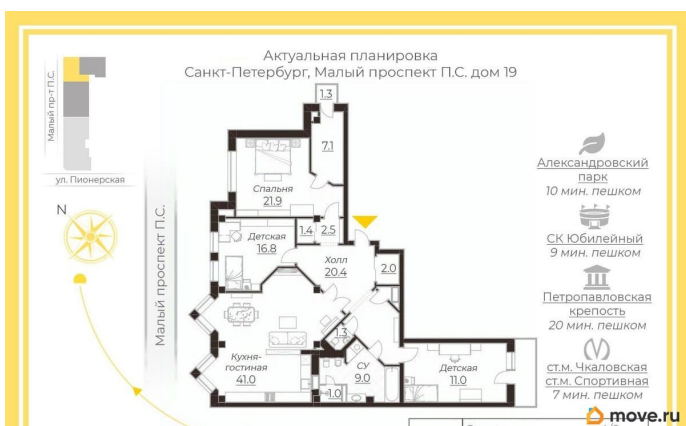 Актуальная планировка
Санкт-Петербург, Малый проспект П.С. дом 19
Малый пр-т П.С.
ул. Пионерская
N
Малый проспект П.С.
1.3
7.1
Спальня
21.9
1.4
2.5
Детская
16.8
Холл
20.4
2.0
1.3
Кухня-
гостиная
41.0
СУ
9.0
1.0
Детская
11.0
Александровский
парк
10 мин. пешком
СК Юбилейный
9 мин. пешком
Петропавловская
крепость
20 мин. пешком
ст.м. Чкаловская
ст.м. Спортивная
7 мин. пешком
move.ru